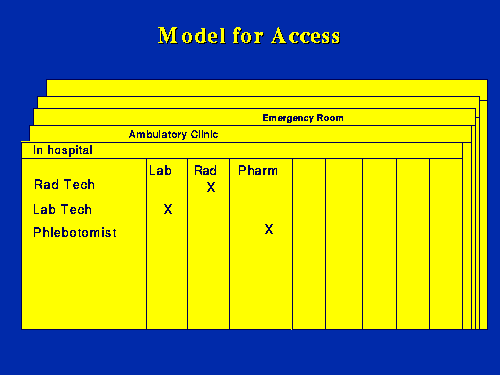 Model for Access
Emergency Room
Ambulatory Clinic
In hospital
Lab Rad Pharm
Rad Tech X
Lab Tech X
Phlebotomist X